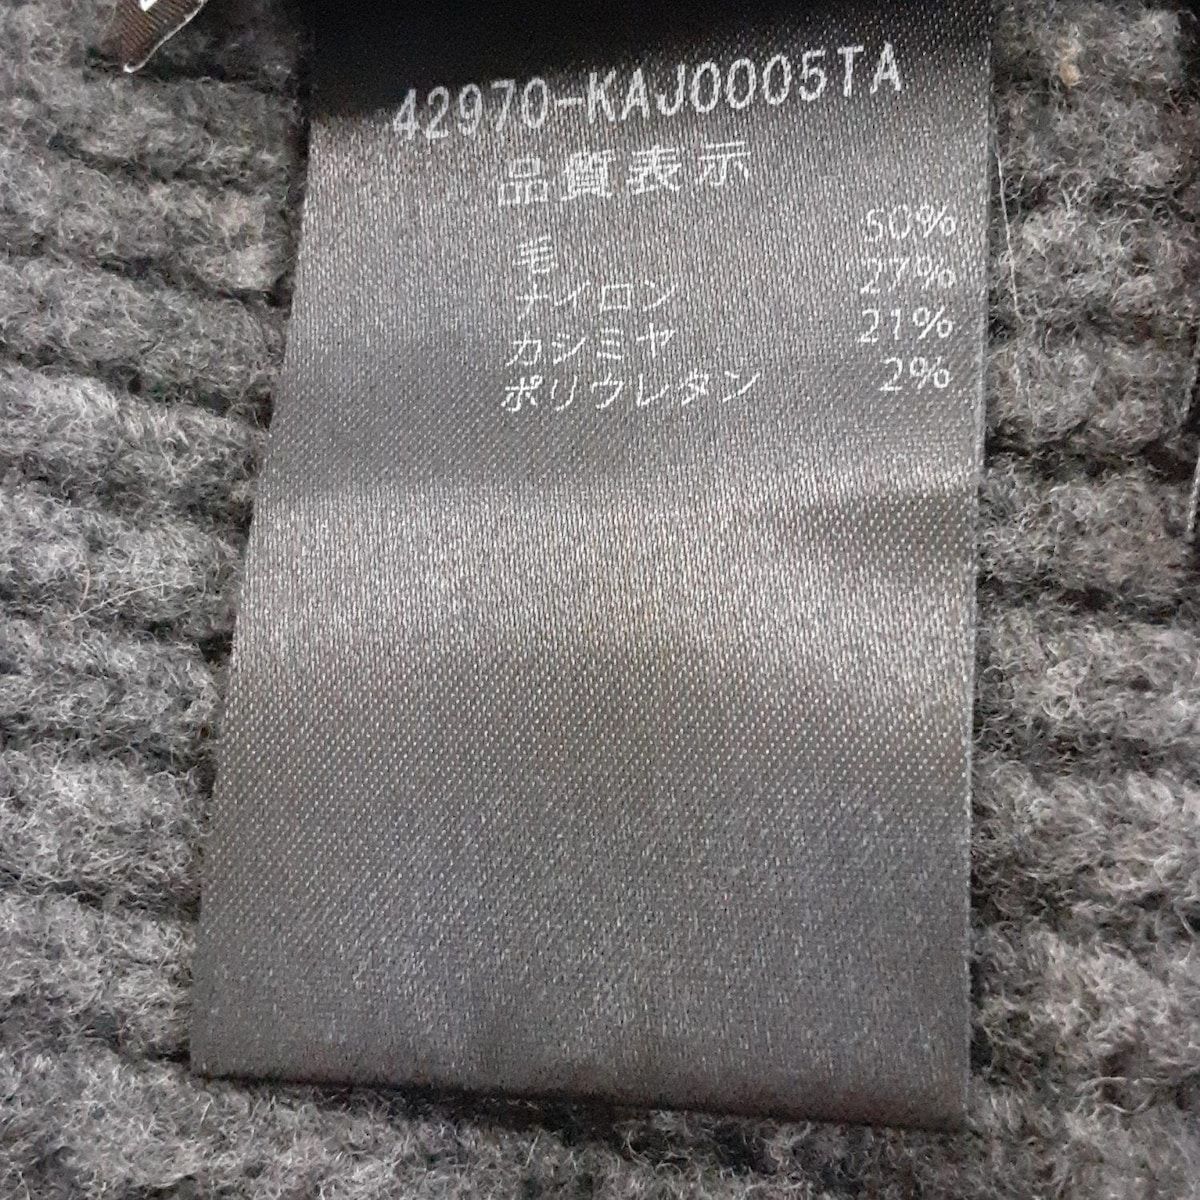 42970-KAJ0005TA
品質表示
毛 50%
ナイロン 27%
カシミヤ 21%
ポリウレタン 2%